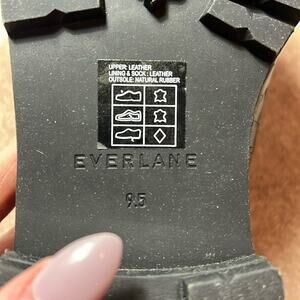 UPPER: LEATHER
LINING & SOCK: LEATHER
OUTSOLE: NATURAL RUBBER
EVERLANE
9.5